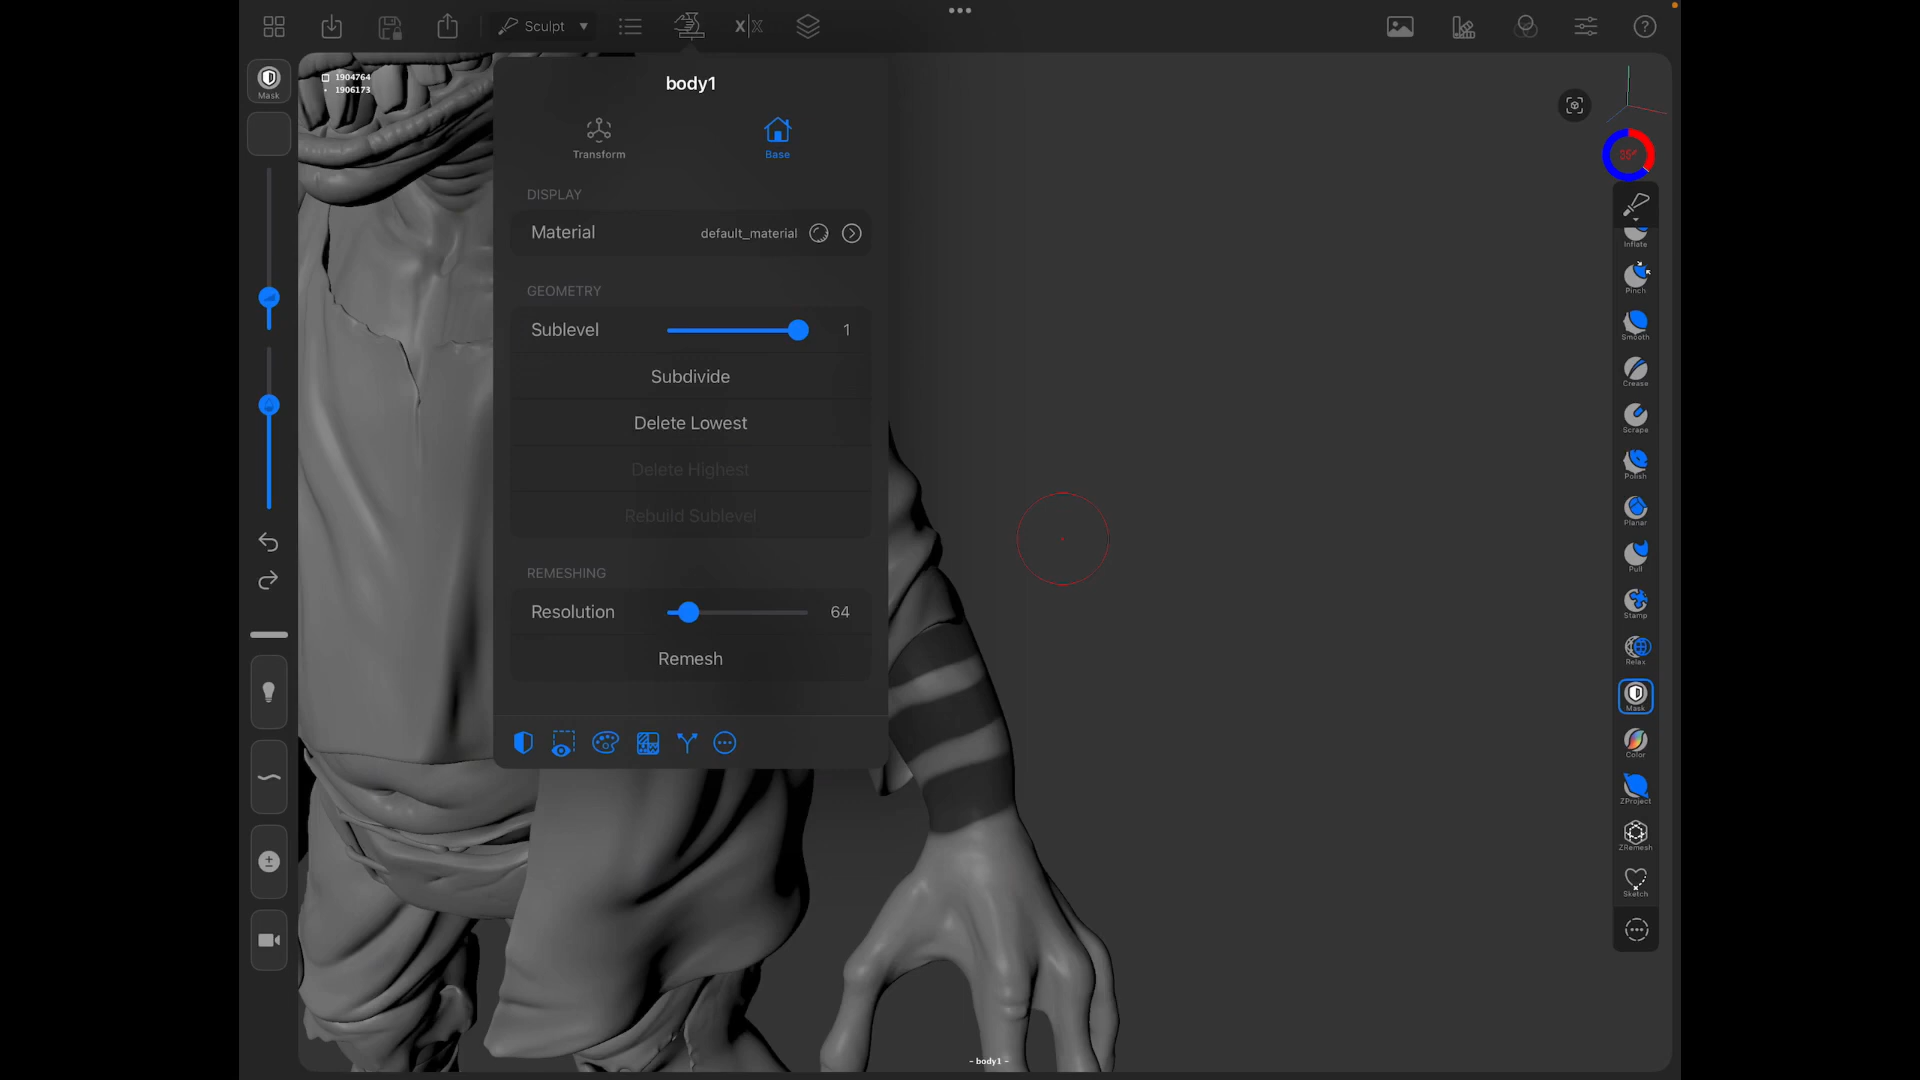 Sculpt
X|X
Mask
1904764
1906173
body1
Transform
Base
DISPLAY
Material
default_material
GEOMETRY
Sublevel
1
Subdivide
Delete Lowest
Delete Highest
Rebuild Sublevel
REMESHING
Resolution
64
Remesh
35°
Inflate
Pinch
Smooth
Crease
Scrape
Polish
Planar
Pull
Stamp
Relax
Mask
Color
ZProject
ZRemesh
Sketch
- body1 -